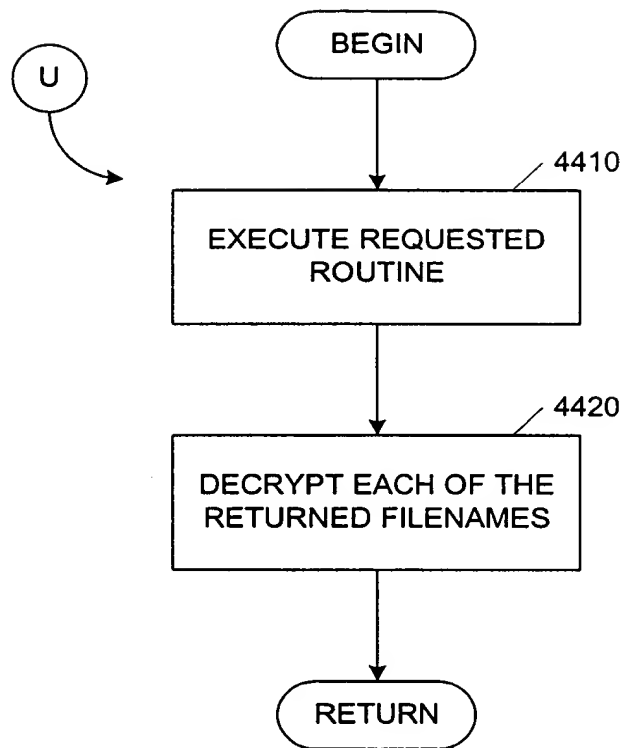 BEGIN
U
4410
EXECUTE REQUESTED
ROUTINE
4420
DECRYPT EACH OF THE
RETURNED FILENAMES
RETURN